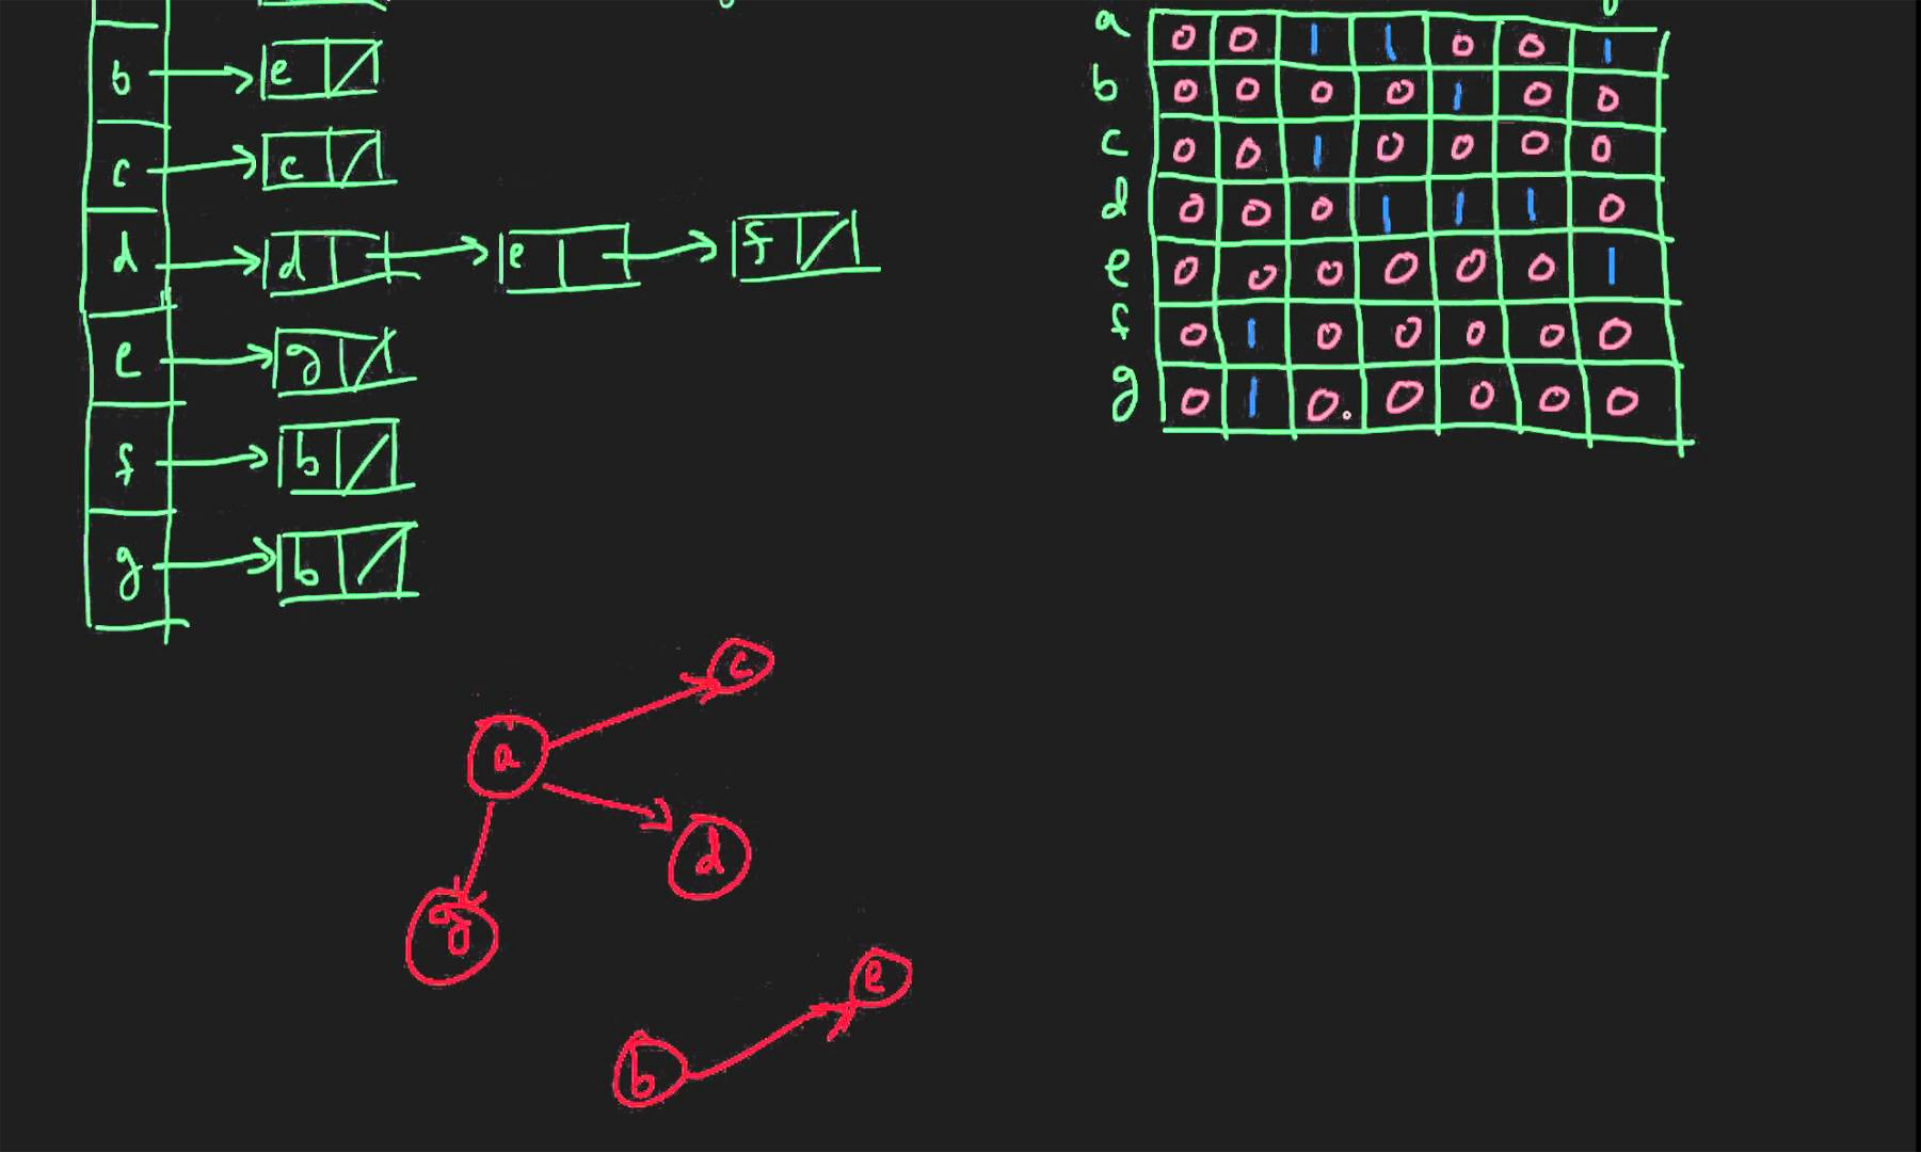 b e
c c
d d e f
e g
f b
g b
a 0 0 1 1 0 0 1
b 0 0 0 0 1 0 0
c 0 0 1 0 0 0 0
d 0 0 0 1 1 1 0
e 0 0 0 0 0 0 1
f 0 1 0 0 0 0 0
g 0 1 0 0 0 0 0
c
a
d
g
e
b